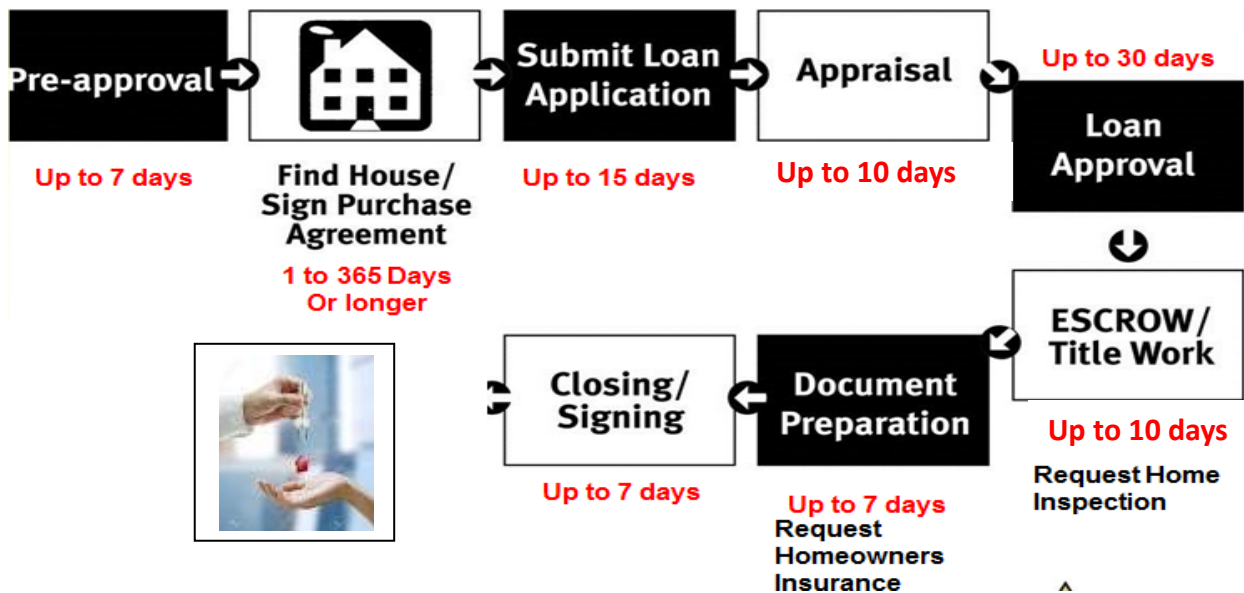 Pre-approval
Up to 7 days
Find House/
Sign Purchase
Agreement
1 to 365 Days
Or longer
Submit Loan
Application
Up to 15 days
Appraisal
Up to 10 days
Up to 30 days
Loan
Approval
ESCROW/
Title Work
Up to 10 days
Request Home
Inspection
Document
Preparation
Up to 7 days
Request
Homeowners
Insurance
Closing/
Signing
Up to 7 days